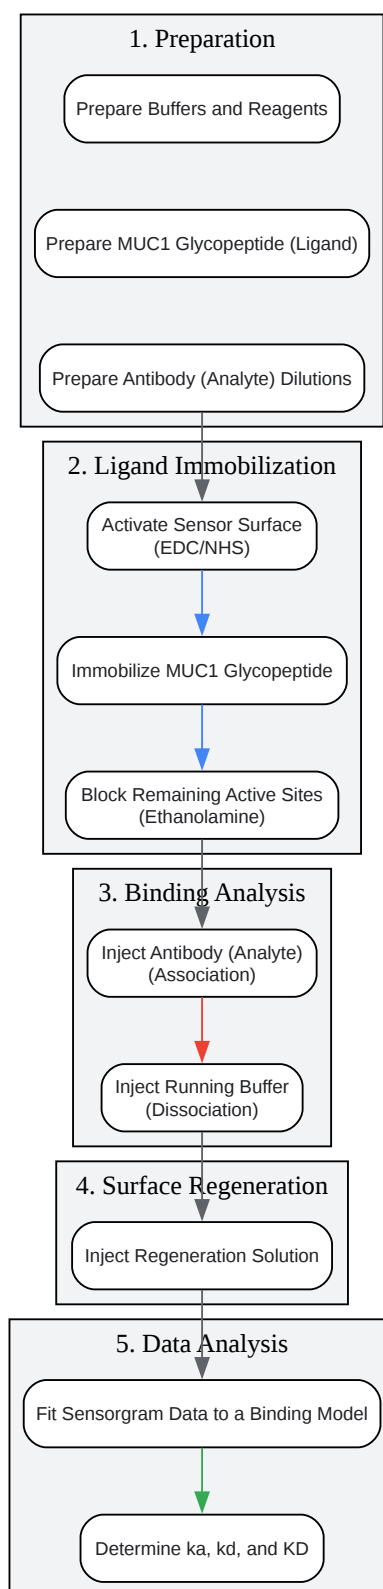 1. Preparation
Prepare Buffers and Reagents
Prepare MUC1 Glycopeptide (Ligand)
Prepare Antibody (Analyte) Dilutions
2. Ligand Immobilization
Activate Sensor Surface
(EDC/NHS)
Immobilize MUC1 Glycopeptide
Block Remaining Active Sites
(Ethanolamine)
3. Binding Analysis
Inject Antibody (Analyte)
(Association)
Inject Running Buffer
(Dissociation)
4. Surface Regeneration
Inject Regeneration Solution
5. Data Analysis
Fit Sensorgram Data to a Binding Model
Determine ka, kd, and KD